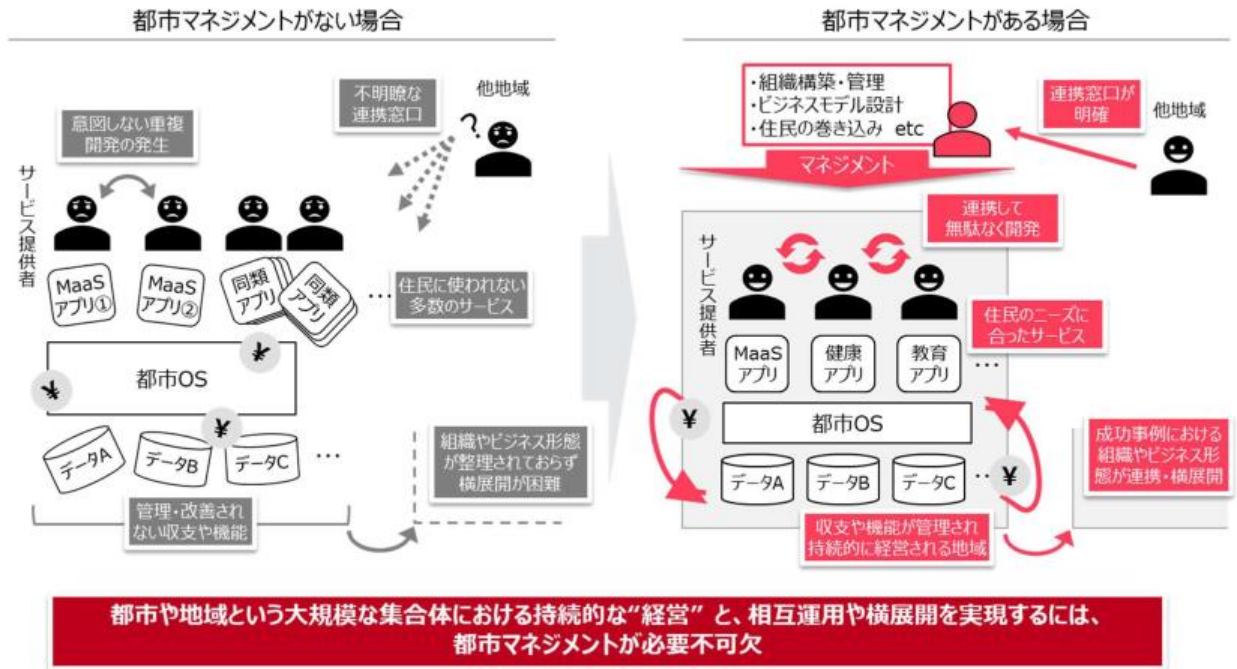 都市マネジメントがない場合
意図しない重複
開発の発生
不明瞭な
連携窓口
他地域
?
サービス提供者
MaaS
アプリ①
MaaS
アプリ②
同類
アプリ
同類
アプリ
…
住民に使われない
多数のサービス
¥
¥
都市OS
¥
データA
データB
データC
…
管理・改善され
ない収支や機能
組織やビジネス形態
が整理されておらず
横展開が困難
都市マネジメントがある場合
・組織構築・管理
・ビジネスモデル設計
・住民の巻き込み etc
マネジメント
連携窓口が
明確
他地域
連携して
無駄なく開発
サービス提供者
MaaS
アプリ
健康
アプリ
教育
アプリ
…
住民のニーズに
合ったサービス
¥
都市OS
データA
データB
データC
…
¥
収支や機能が管理され
持続的に経営される地域
成功事例における
組織やビジネス形
態が連携・横展開
都市や地域という大規模な集合体における持続的な“経営” と、相互運用や横展開を実現するには、
都市マネジメントが必要不可欠